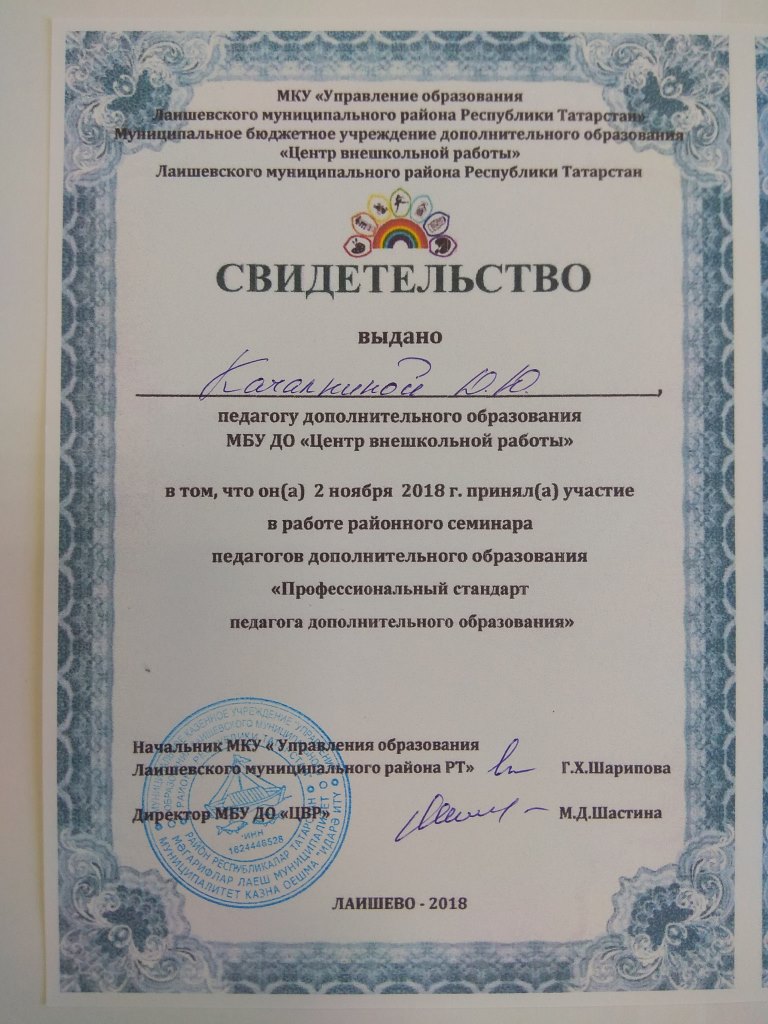 МКУ «Управление образования
Лаишевского муниципального района Республики Татарстан»
Муниципальное бюджетное учреждение дополнительного образования
«Центр внешкольной работы»
Лаишевского муниципального района Республики Татарстан
СВИДЕТЕЛЬСТВО
выдано
Качалкиной Д.Ю.,
педагогу дополнительного образования
МБУ ДО «Центр внешкольной работы»
в том, что он(а) 2 ноября 2018 г. принял(а) участие
в работе районного семинара
педагогов дополнительного образования
«Профессиональный стандарт
педагога дополнительного образования»
Начальник МКУ « Управления образования
Лаишевского муниципального района РТ» Г.Х.Шарипова
Директор МБУ ДО «ЦВР» М.Д.Шастина
ИНН
1624446528
ЛАИШЕВО - 2018